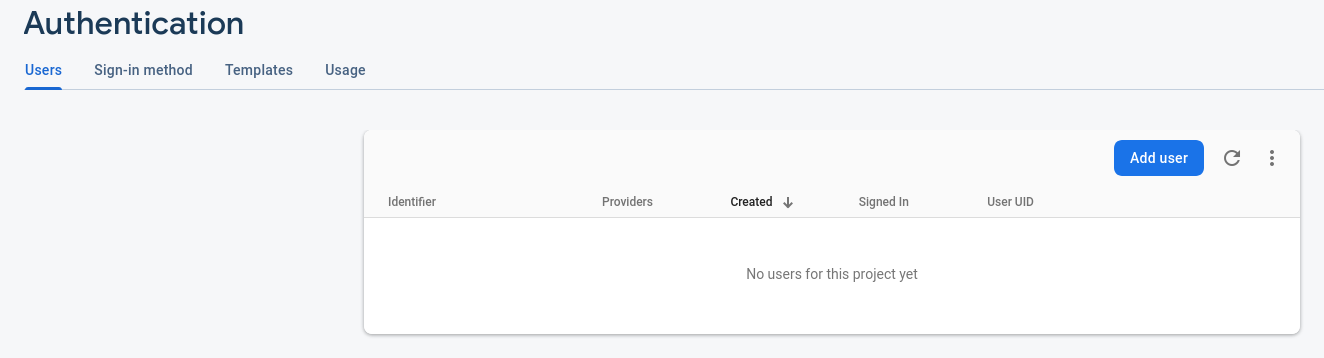 Authentication
Users Sign-in method Templates Usage
Add user
Identifier Providers Created Signed In User UID
No users for this project yet